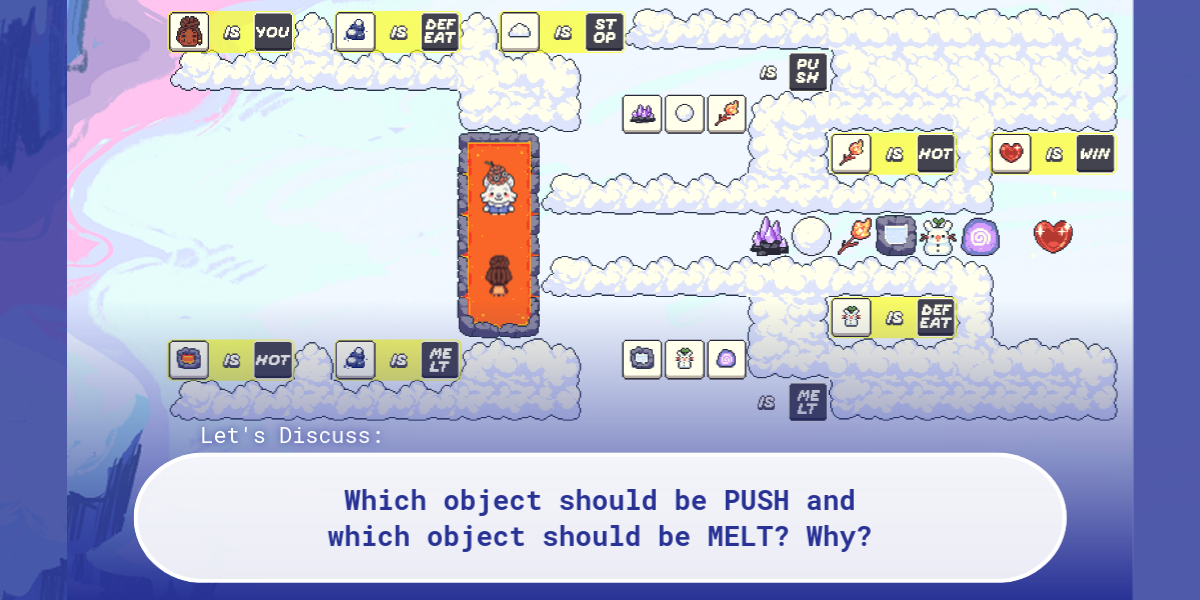 IS YOU IS DEFEAT IS STOP
IS PUSH
IS HOT IS WIN
IS DEFEAT
IS HOT IS MELT
IS MELT
Let's Discuss:
Which object should be PUSH and
which object should be MELT? Why?